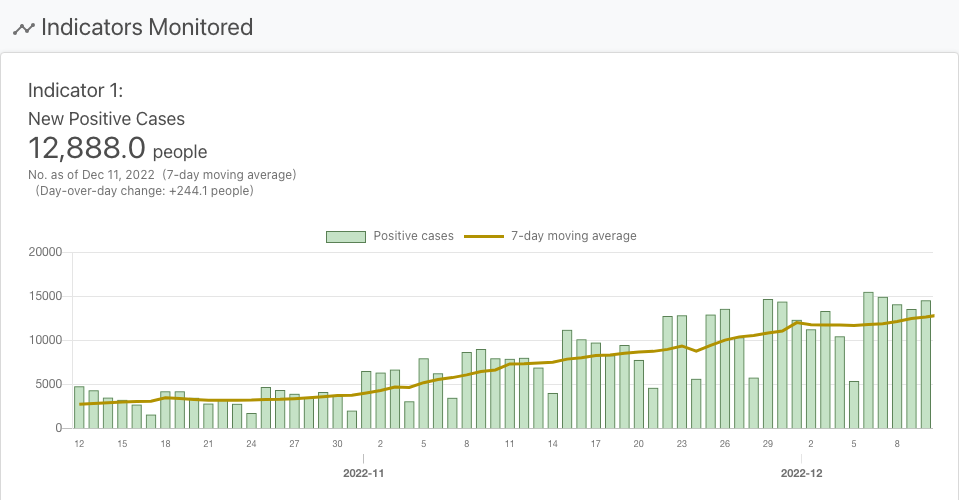 Indicators Monitored
Indicator 1:
New Positive Cases
12,888.0 people
No. as of Dec 11, 2022 (7-day moving average)
(Day-over-day change: +244.1 people)
Positive cases 7-day moving average
20000
15000
10000
5000
0
12 15 18 21 24 27 30 2 5 8 11 14 17 20 23 26 29 2 5 8
2022-11 2022-12